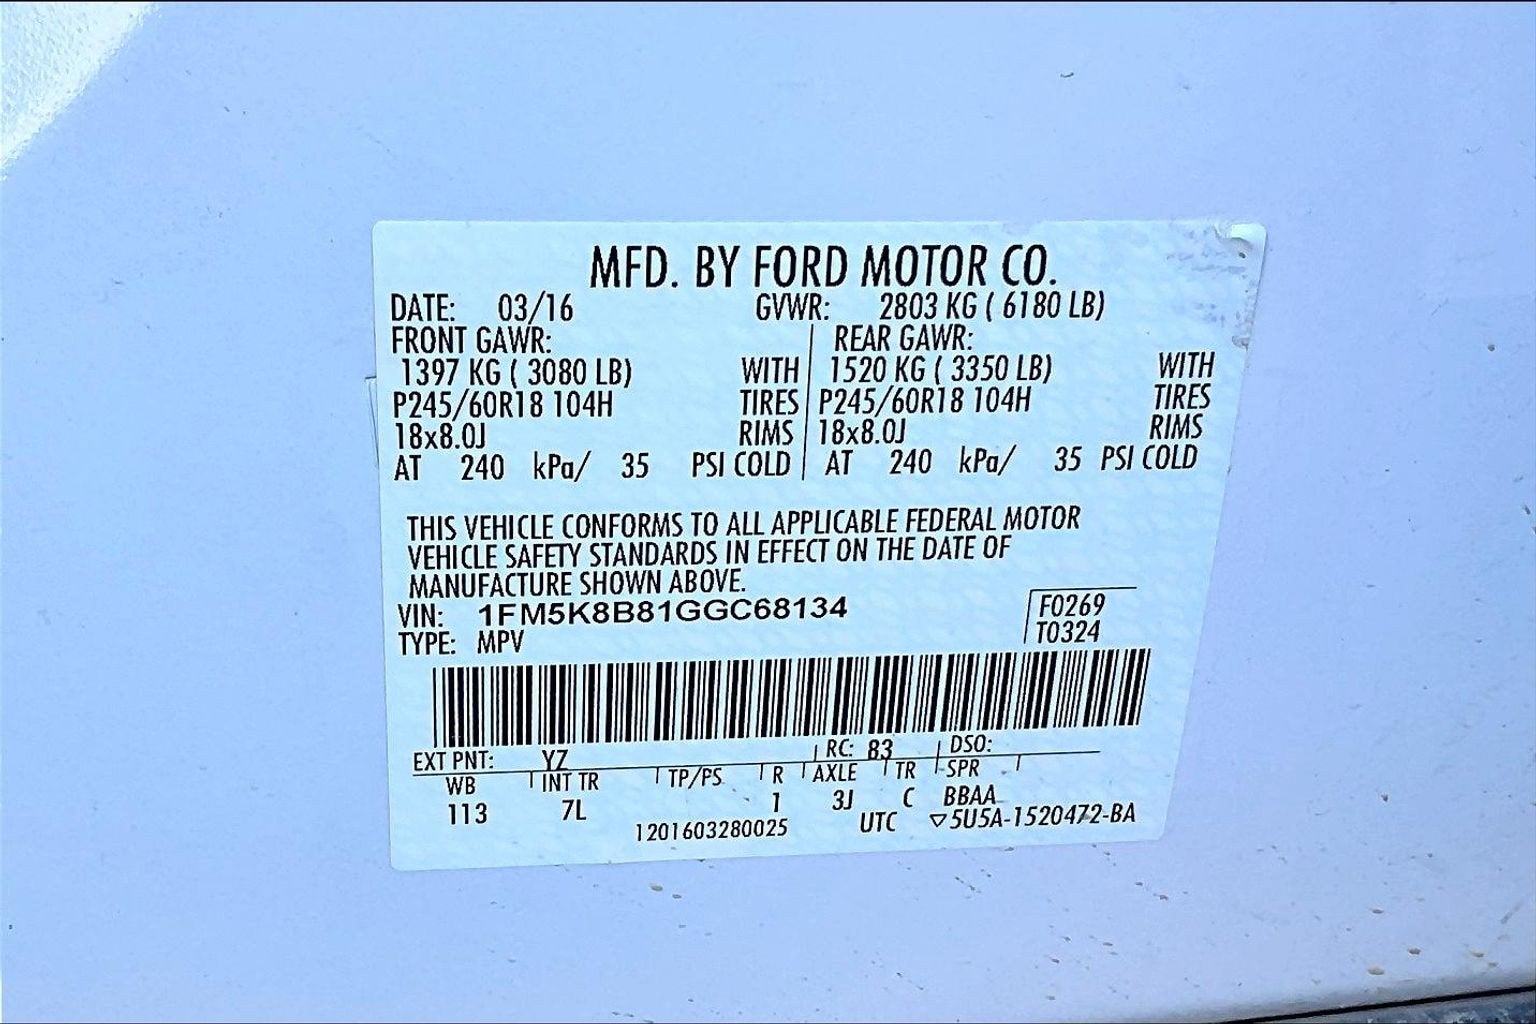 MFD. BY FORD MOTOR CO.
DATE: 03/16 GVWR: 2803 KG ( 6180 LB)
FRONT GAWR: REAR GAWR:
1397 KG ( 3080 LB) WITH 1520 KG ( 3350 LB) WITH
P245/60R18 104H TIRES P245/60R18 104H TIRES
18x8.0J RIMS 18x8.0J RIMS
AT 240 kPa/ 35 PSI COLD AT 240 kPa/ 35 PSI COLD
THIS VEHICLE CONFORMS TO ALL APPLICABLE FEDERAL MOTOR
VEHICLE SAFETY STANDARDS IN EFFECT ON THE DATE OF
MANUFACTURE SHOWN ABOVE.
VIN: 1FM5K8B81GGC68134 F0269
TYPE: MPV T0324
EXT PNT: YZ RC: 83 DSO:
WB INT TR TP/PS R AXLE TR SPR
113 7L 1 3J C BBAA
1201603280025 UTC ▽5U5A-1520472-BA